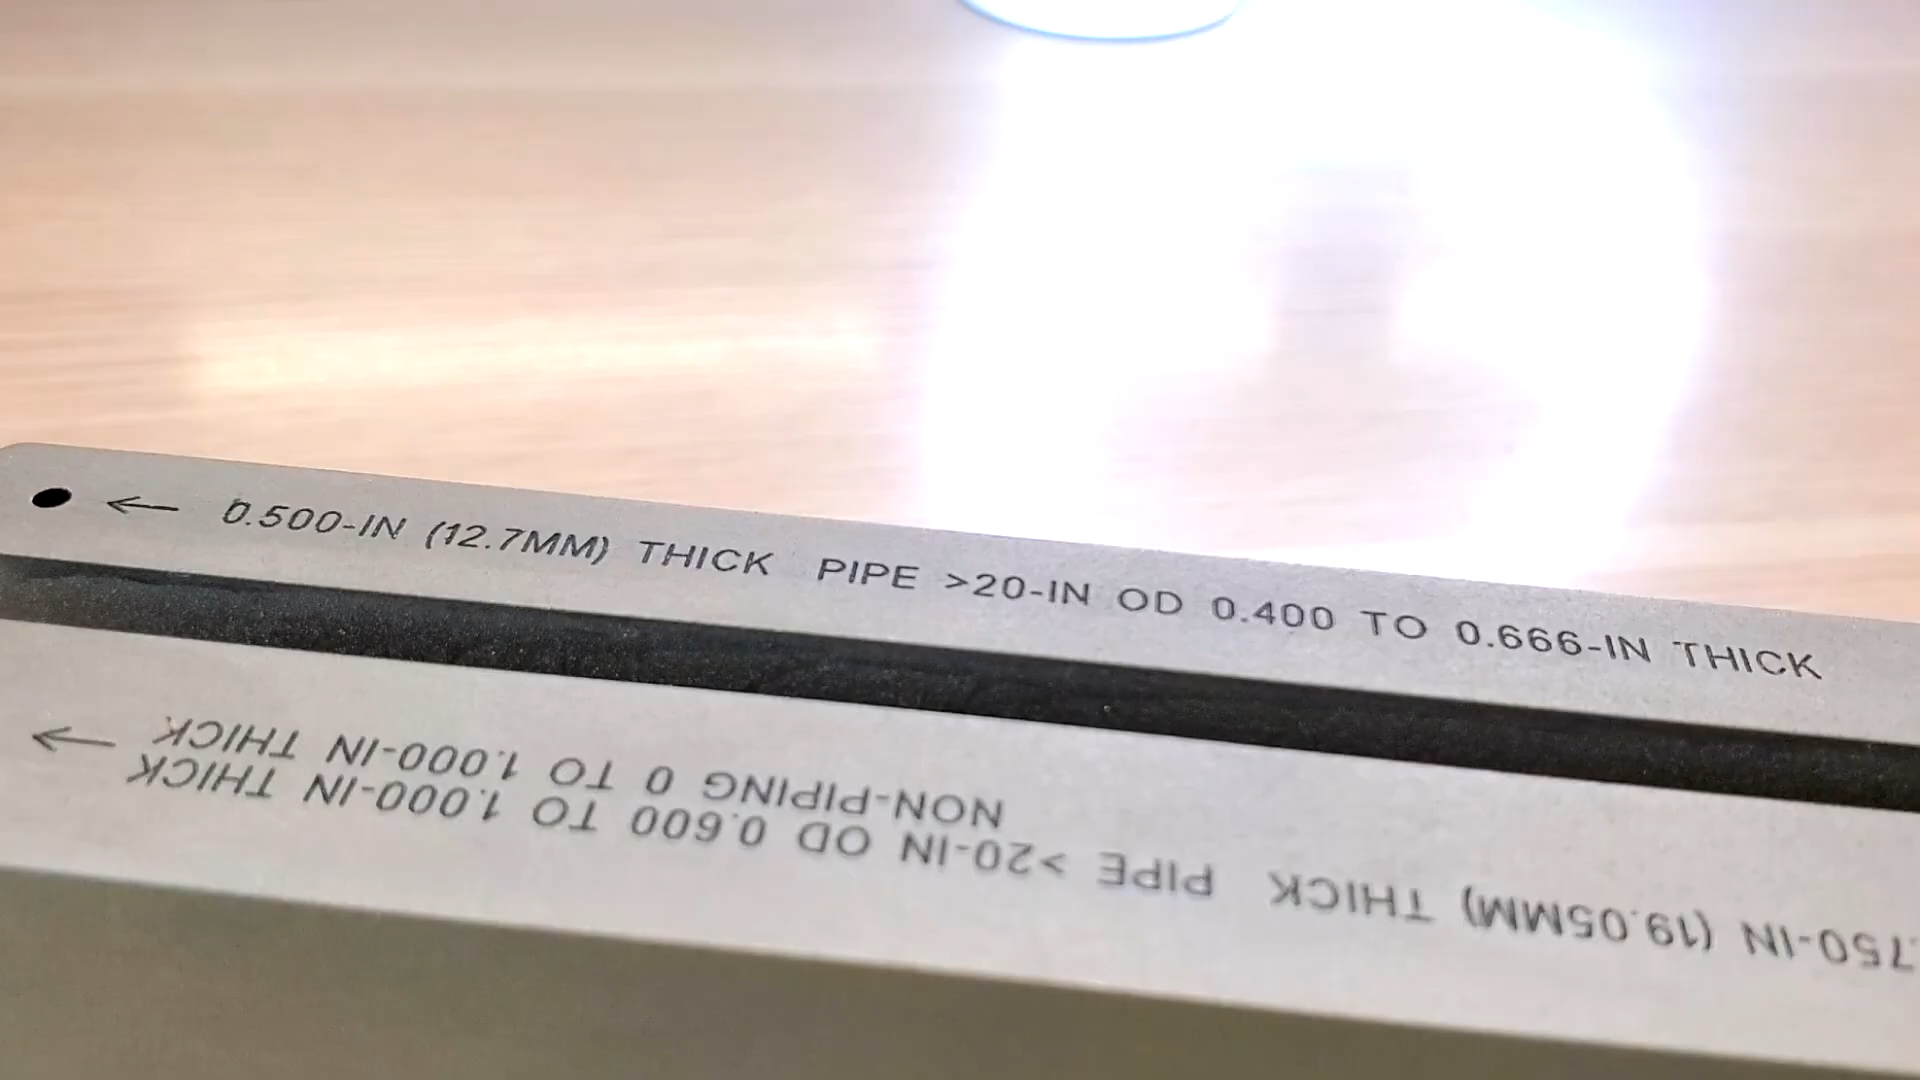 ← 0.500-IN (12.7MM) THICK PIPE >20-IN OD 0.400 TO 0.666-IN THICK
.750-IN (19.05MM) THICK PIPE >20-IN OD 0.600 TO 1.000-IN THICK
NON-PIPING 0 TO 1.000-IN THICK →